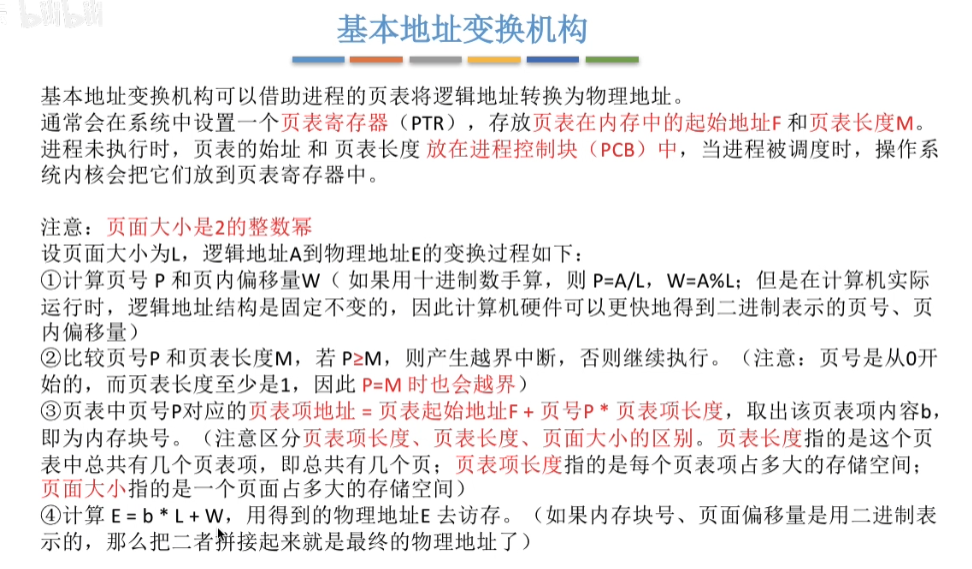 bilibili
基本地址变换机构
基本地址变换机构可以借助进程的页表将逻辑地址转换为物理地址。
通常会在系统中设置一个页表寄存器（PTR），存放页表在内存中的起始地址F 和页表长度M。
进程未执行时，页表的始址 和 页表长度 放在进程控制块（PCB）中，当进程被调度时，操作系
统内核会把它们放到页表寄存器中。
注意：页面大小是2的整数幂
设页面大小为L，逻辑地址A到物理地址E的变换过程如下：
①计算页号 P 和页内偏移量W（ 如果用十进制数手算，则 P=A/L，W=A%L；但是在计算机实际
运行时，逻辑地址结构是固定不变的，因此计算机硬件可以更快地得到二进制表示的页号、页
内偏移量）
②比较页号P 和页表长度M，若 P≥M，则产生越界中断，否则继续执行。（注意：页号是从0开
始的，而页表长度至少是1，因此 P=M 时也会越界）
③页表中页号P对应的页表项地址 = 页表起始地址F + 页号P * 页表项长度，取出该页表项内容b，
即为内存块号。（注意区分页表项长度、页表长度、页面大小的区别。页表长度指的是这个页
表中总共有几个页表项，即总共有几个页；页表项长度指的是每个页表项占多大的存储空间；
页面大小指的是一个页面占多大的存储空间）
④计算 E = b * L + W，用得到的物理地址E 去访存。（如果内存块号、页面偏移量是用二进制表
示的，那么把二者拼接起来就是最终的物理地址了）